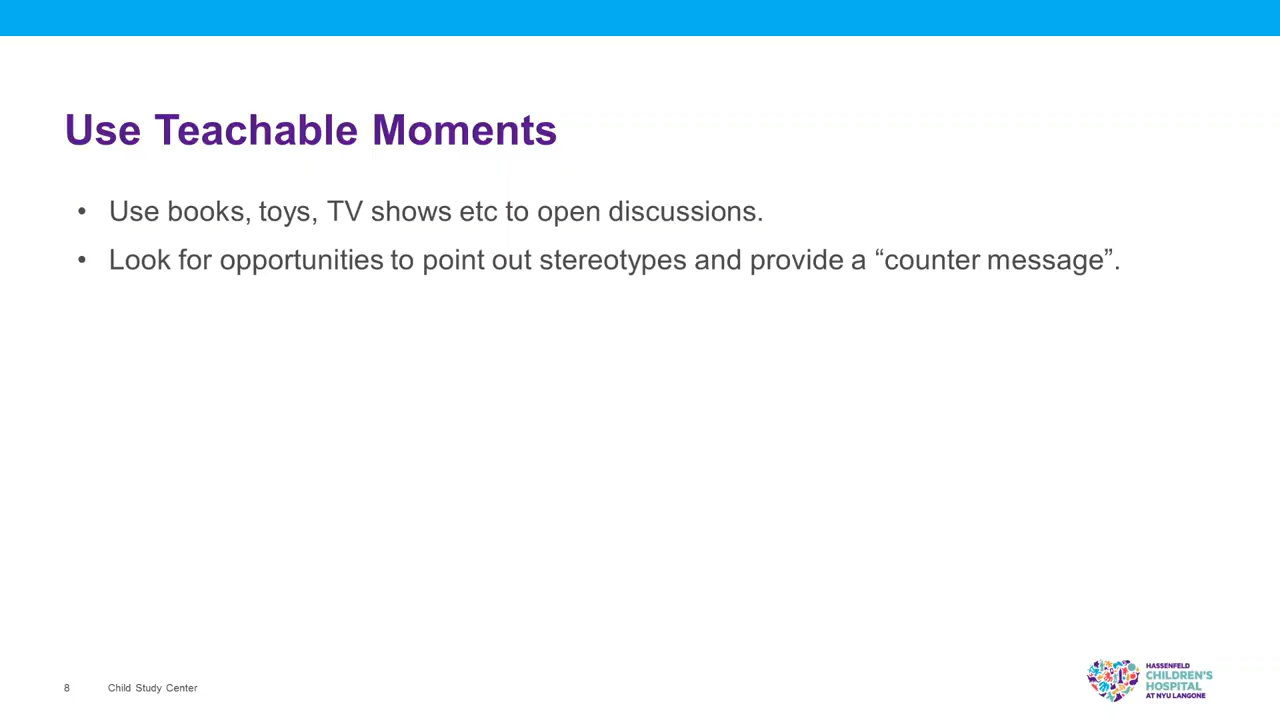 Use Teachable Moments
• Use books, toys, TV shows etc to open discussions.
• Look for opportunities to point out stereotypes and provide a “counter message”.
8 Child Study Center
HASSENFELD
CHILDREN'S
HOSPITAL
AT NYU LANGONE